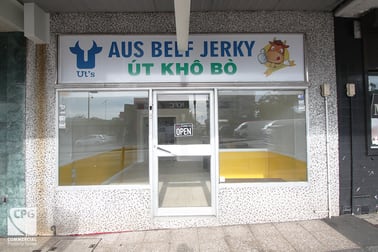 AUS BEEF JERKY
Ut's
ÚT KHÔ BÒ
OPEN
CPG
COMMERCIAL